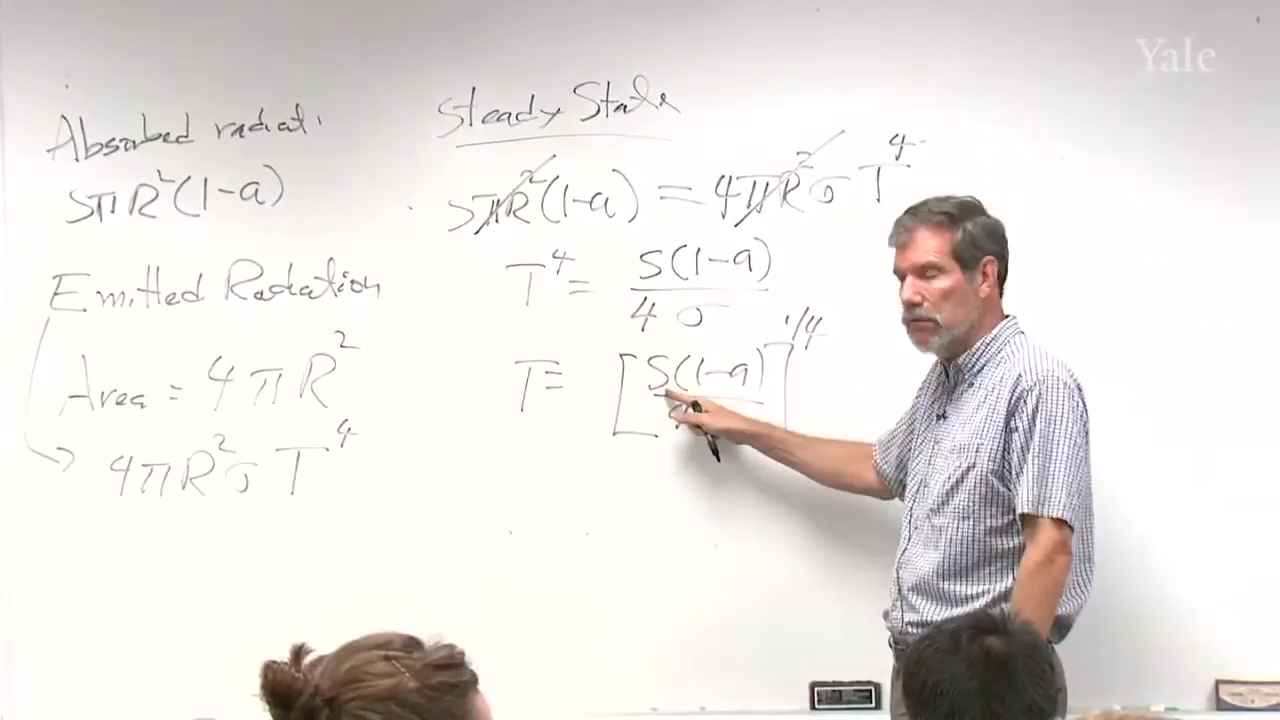 Yale
Absorbed radiat.
SπR²(1-a)
Emitted Radiation
Area = 4πR²
4πR²σT⁴
Steady State
SπR²(1-a) = 4πR²σT⁴
T⁴ = S(1-a)/4σ
T = [S(1-a)/]^1/4